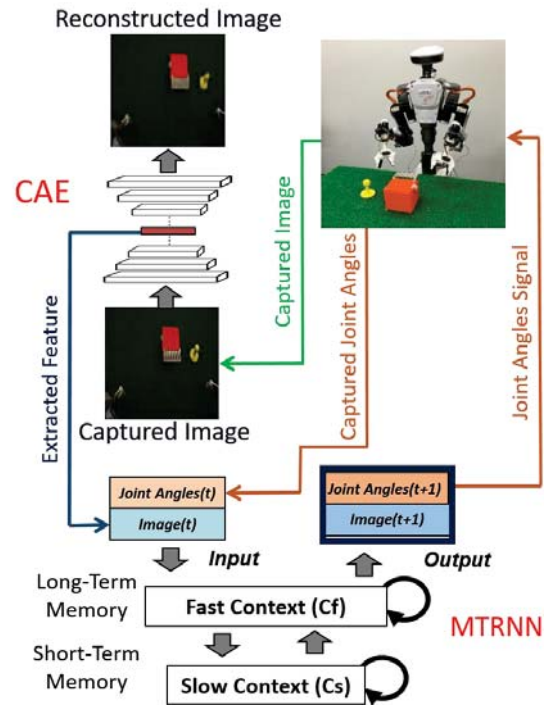 Reconstructed Image
CAE
Captured Image
Captured Joint Angles
Joint Angles Signal
Extracted Feature
Captured Image
Joint Angles(t)
Image(t)
Joint Angles(t+1)
Image(t+1)
Input
Output
Long-Term
Memory
Fast Context (Cf)
MTRNN
Short-Term
Memory
Slow Context (Cs)